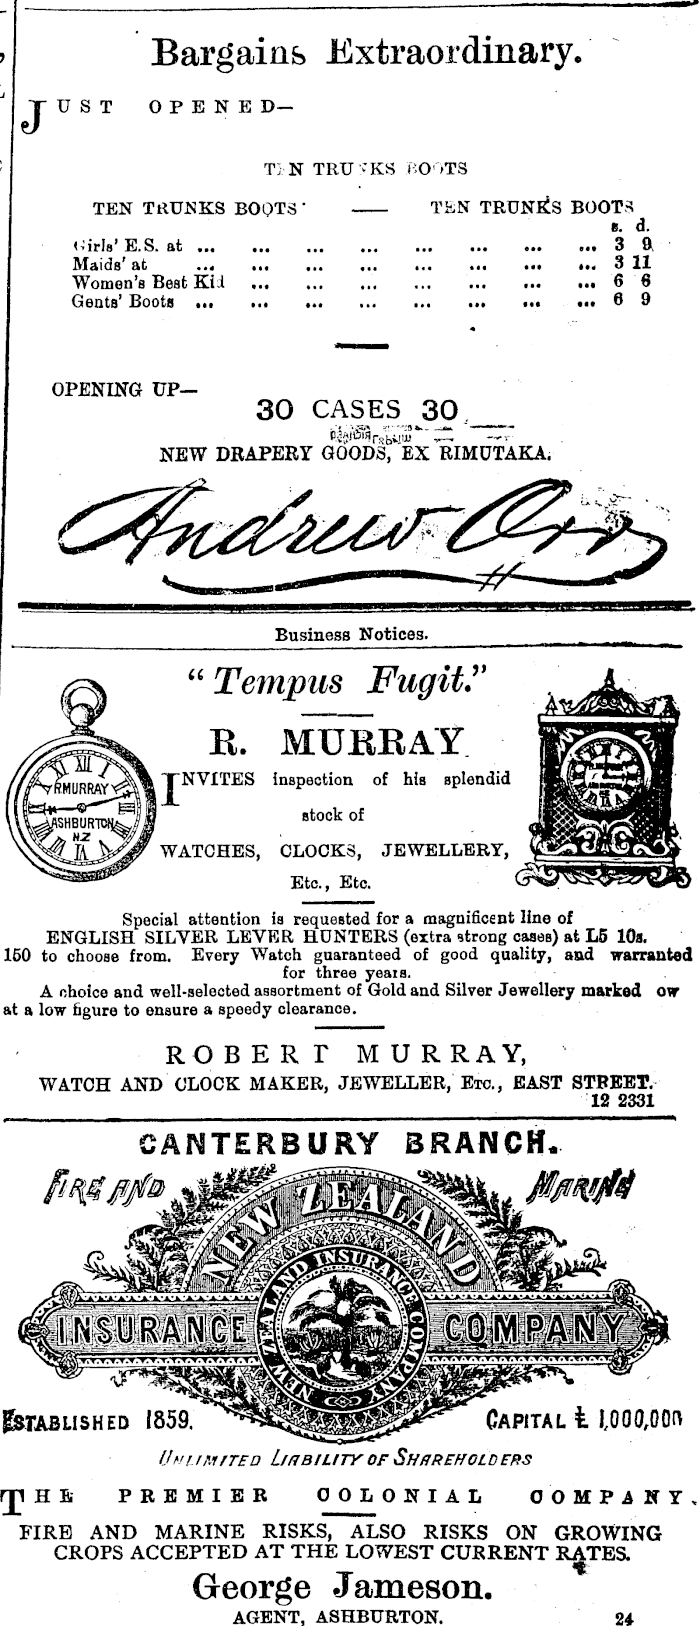 Bargains Extraordinary.
JUST OPENED—
TEN TRUNKS BOOTS
TEN TRUNKS BOOTS — TEN TRUNKS BOOTS
s. d.
Girls' E.S. at ... ... ... ... ... ... ... ... 3 9
Maids' at ... ... ... ... ... ... ... ... 3 11
Women's Best Kid ... ... ... ... ... ... ... 6 6
Gents' Boots ... ... ... ... ... ... ... ... 6 9
OPENING UP—
30 CASES 30
NEW DRAPERY GOODS, EX RIMUTAKA.
Andrew Orr
Business Notices.
"Tempus Fugit."
R. MURRAY
R. MURRAY
ASHBURTON
N.Z
INVITES inspection of his splendid
stock of
WATCHES, CLOCKS, JEWELLERY,
Etc., Etc.
Special attention is requested for a magnificent line of
ENGLISH SILVER LEVER HUNTERS (extra strong cases) at L5 10s.
150 to choose from. Every Watch guaranteed of good quality, and warranted
for three years.
A choice and well-selected assortment of Gold and Silver Jewellery marked ow
at a low figure to ensure a speedy clearance.
ROBERT MURRAY,
WATCH AND CLOCK MAKER, JEWELLER, ETC., EAST STREET.
12 2331
CANTERBURY BRANCH.
FIRE AND MARINE
NEW ZEALAND
INSURANCE COMPANY
NEW ZEALAND INSURANCE COMPANY
ESTABLISHED 1859. CAPITAL £ 1,000,000
UNLIMITED LIABILITY OF SHAREHOLDERS
THE PREMIER COLONIAL COMPANY.
FIRE AND MARINE RISKS, ALSO RISKS ON GROWING
CROPS ACCEPTED AT THE LOWEST CURRENT RATES.
George Jameson.
AGENT, ASHBURTON. 24